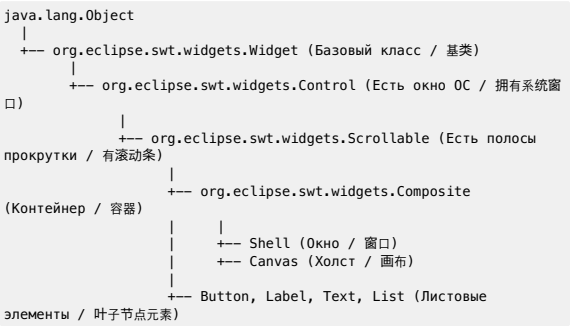 java.lang.Object
|
+—— org.eclipse.swt.widgets.Widget (Базовый класс / 基类)
|
+—— org.eclipse.swt.widgets.Control (Есть окно ОС / 拥有系统窗
口)
|
+—— org.eclipse.swt.widgets.Scrollable (Есть полосы
прокрутки / 有滚动条)
|
+—— org.eclipse.swt.widgets.Composite
(Контейнер / 容器)
| |
| +—— Shell (Окно / 窗口)
| +—— Canvas (Холст / 画布)
|
+—— Button, Label, Text, List (Листовые
элементы / 叶子节点元素)